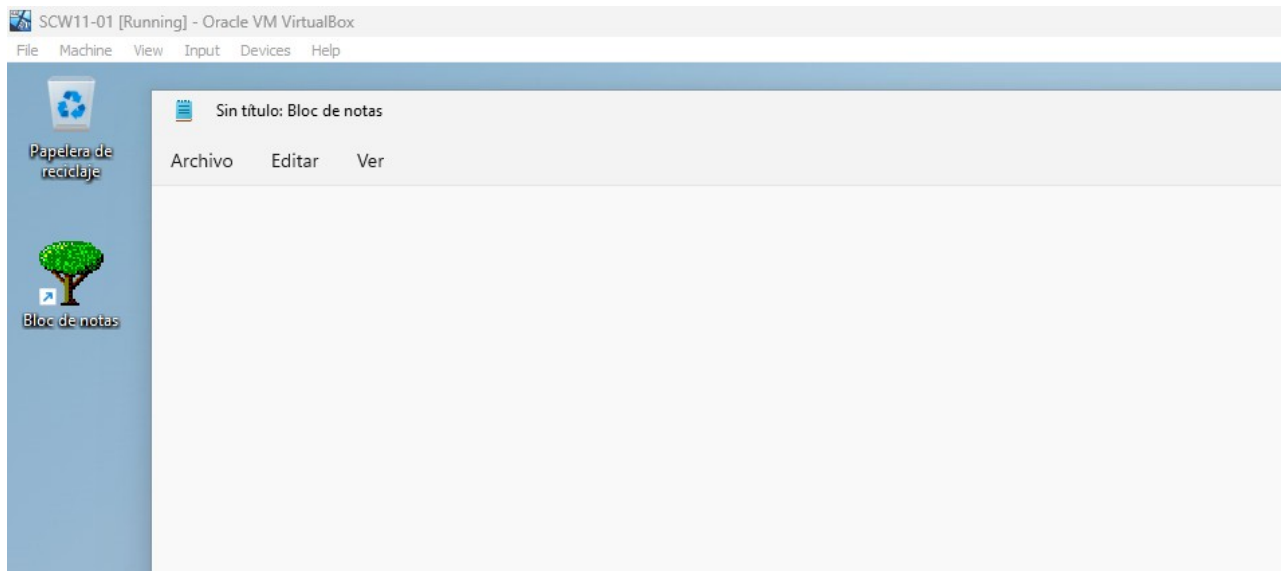 SCW11-01 [Running] - Oracle VM VirtualBox
File Machine View Input Devices Help
Papelera de
reciclaje
Sin título: Bloc de notas
Archivo Editar Ver
Bloc de notas